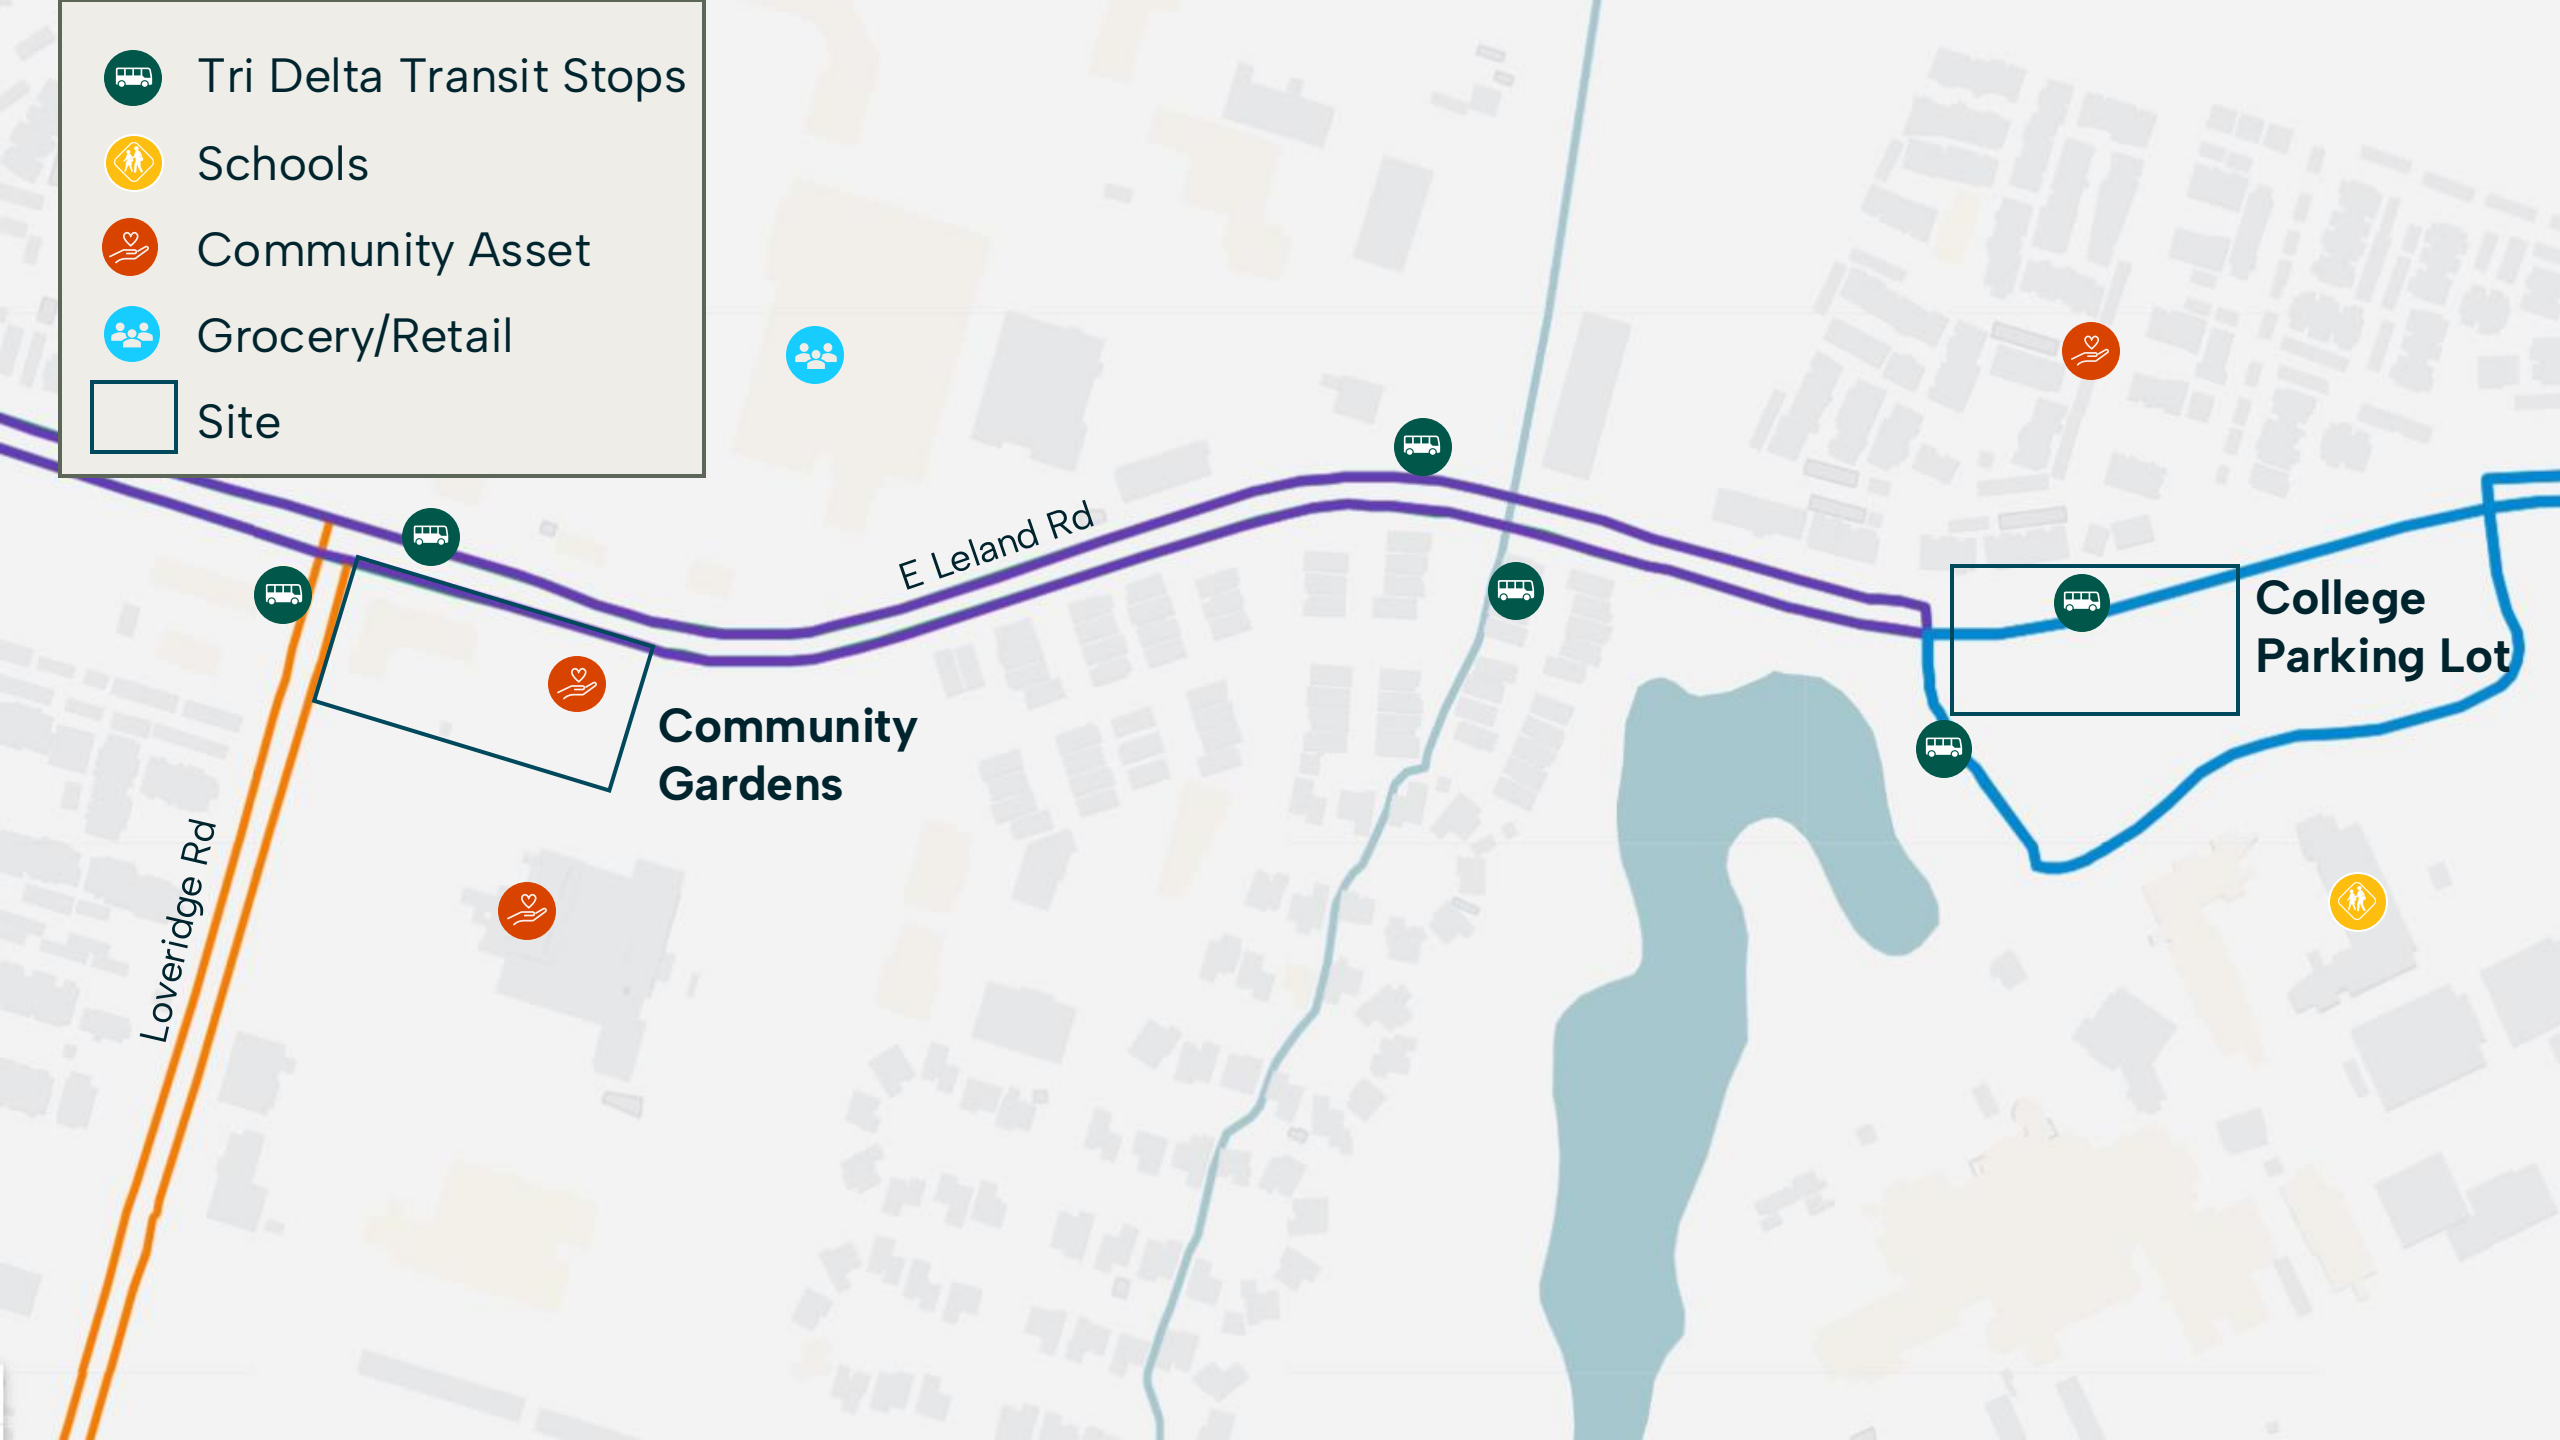 Tri Delta Transit Stops
Schools
Community Asset
Grocery/Retail
Site
E Leland Rd
College
Parking Lot
Community
Gardens
Loveridge Rd